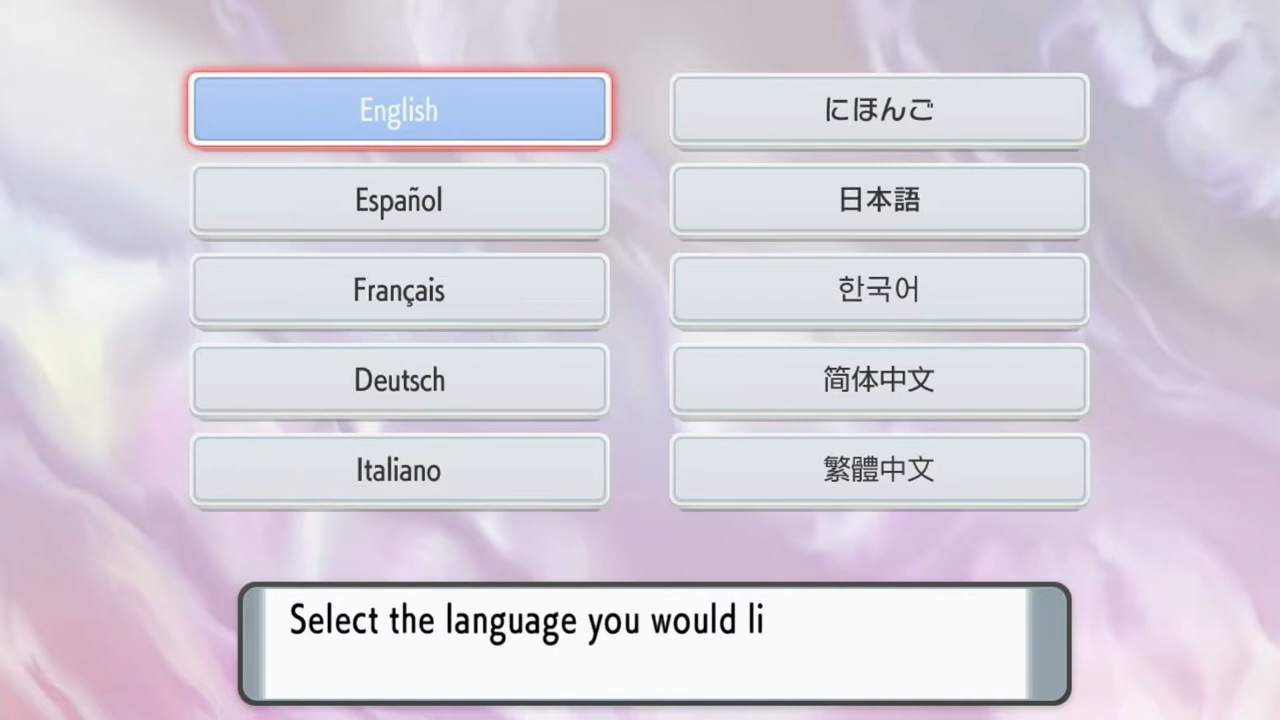 English
Español
Français
Deutsch
Italiano
にほんご
日本語
한국어
简体中文
繁體中文
Select the language you would li